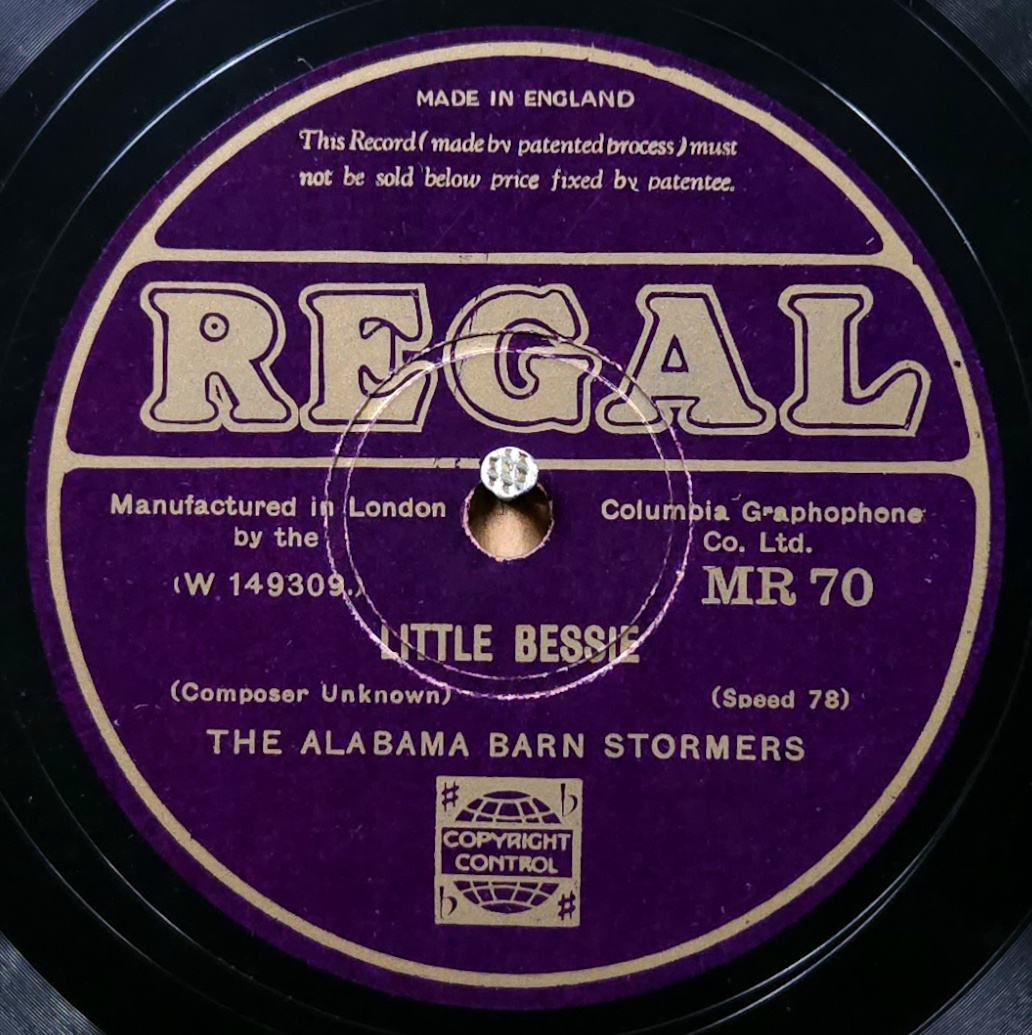 MADE IN ENGLAND
This Record (made by patented process) must
not be sold below price fixed by patentee.
REGAL
Manufactured in London
by the
Columbia Graphophone
Co. Ltd.
(W 149309.)
MR 70
LITTLE BESSIE
(Composer Unknown)
(Speed 78)
THE ALABAMA BARN STORMERS
♯ ♭
COPYRIGHT
CONTROL
♭ ♯